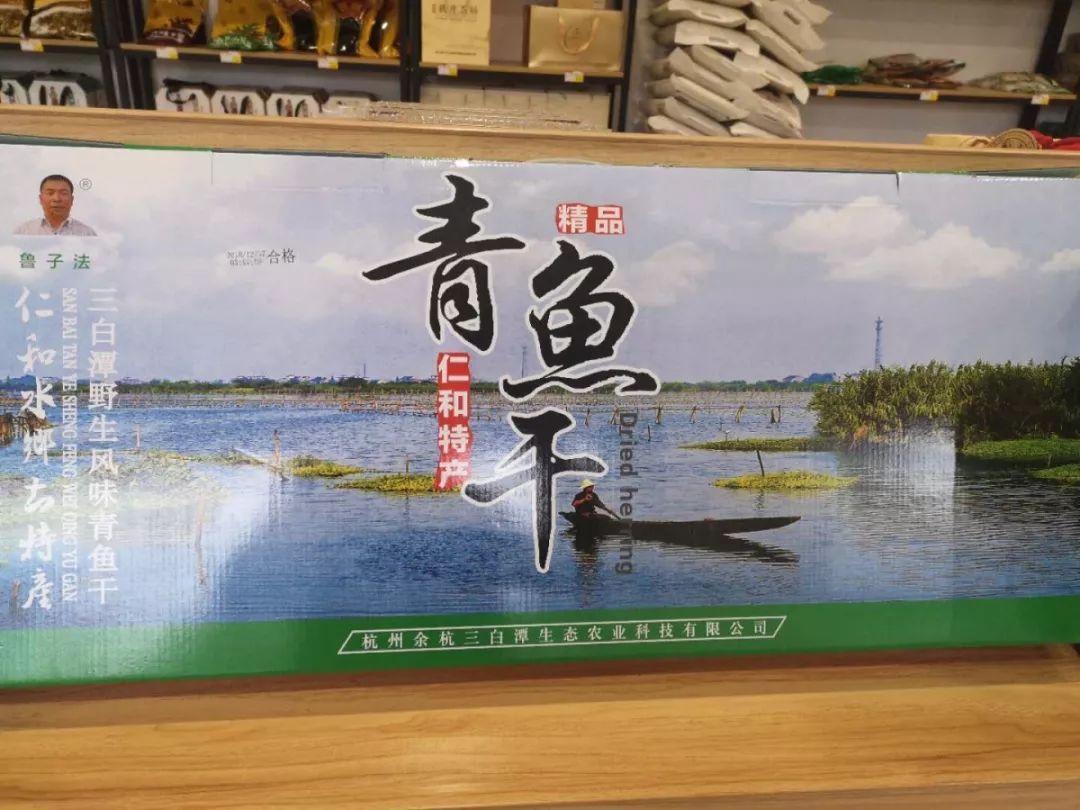 ®
鲁子法
仁和水乡大特产
三白潭野生风味青鱼干
SAN BAI TAN YE SHENG FENG WEI QING YU GAN
合格
青鱼干
精品
仁和特产
Dried herring
杭州余杭三白潭生态农业科技有限公司